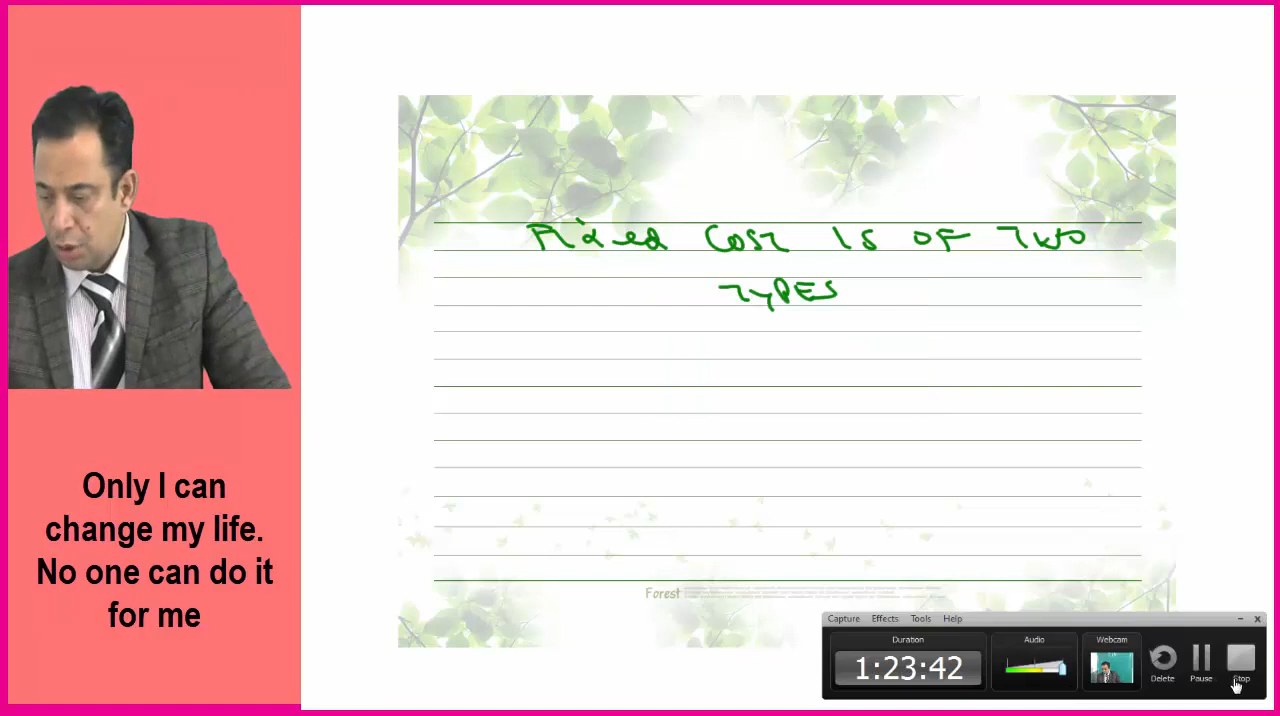 Fixed Cost Is OF Two
TYPES
Only I can
change my life.
No one can do it
for me
Forest
Capture Effects Tools Help
Duration
Audio
Webcam
1:23:42
Delete
Pause
Stop